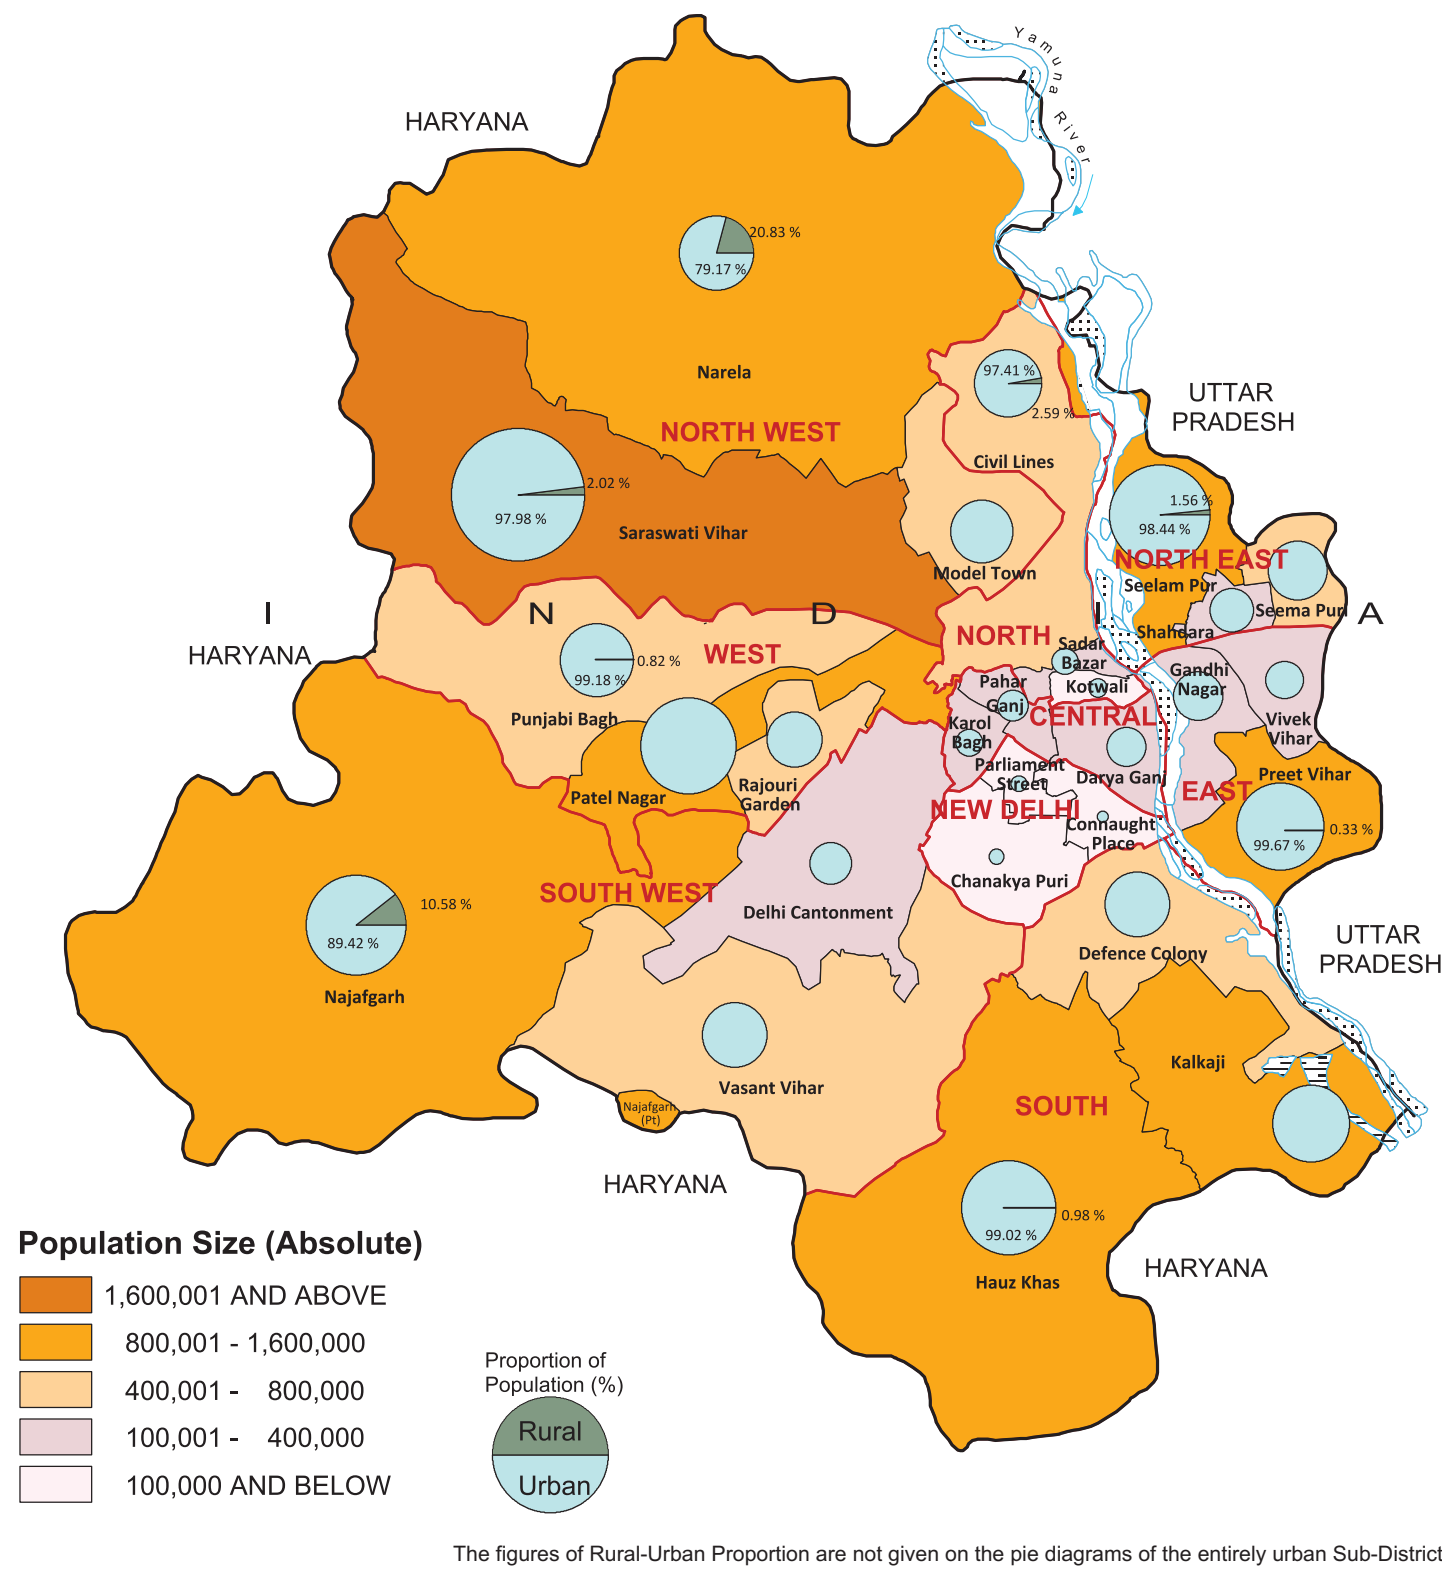 Yamuna River
HARYANA
20.83 %
79.17 %
Narela
NORTH WEST
97.41 %
2.59 %
Civil Lines
UTTAR
PRADESH
2.02 %
97.98 %
Saraswati Vihar
Model Town
1.56 %
98.44 %
NORTH EAST
Seelam Pur
Seema Puri
Shahdara
I N D I A
HARYANA
0.82 %
99.18 %
WEST
Punjabi Bagh
NORTH
Sadar
Bazar
Kotwali
Gandhi
Nagar
Vivek
Vihar
Pahar
Ganj
CENTRAL
Karol
Bagh
Parliament
Street
Darya Ganj
EAST
Preet Vihar
0.33 %
99.67 %
Patel Nagar
Rajouri
Garden
NEW DELHI
Connaught
Place
Chanakya Puri
SOUTH WEST
Delhi Cantonment
10.58 %
89.42 %
Najafgarh
Defence Colony
UTTAR
PRADESH
Vasant Vihar
Najafgarh
(Pt)
Kalkaji
SOUTH
HARYANA
0.98 %
99.02 %
Hauz Khas
HARYANA
Population Size (Absolute)
1,600,001 AND ABOVE
800,001 - 1,600,000
400,001 - 800,000
100,001 - 400,000
100,000 AND BELOW
Proportion of
Population (%)
Rural
Urban
The figures of Rural-Urban Proportion are not given on the pie diagrams of the entirely urban Sub-District